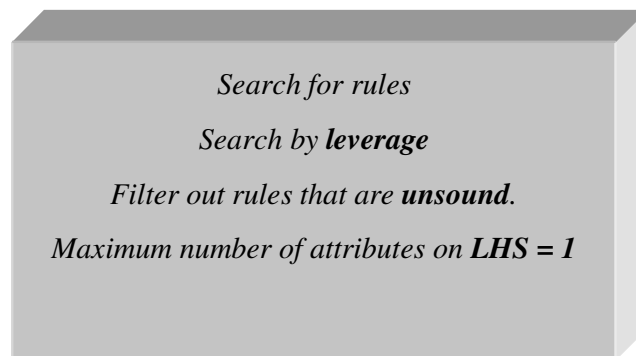 Search for rules
Search by leverage
Filter out rules that are unsound.
Maximum number of attributes on LHS = 1